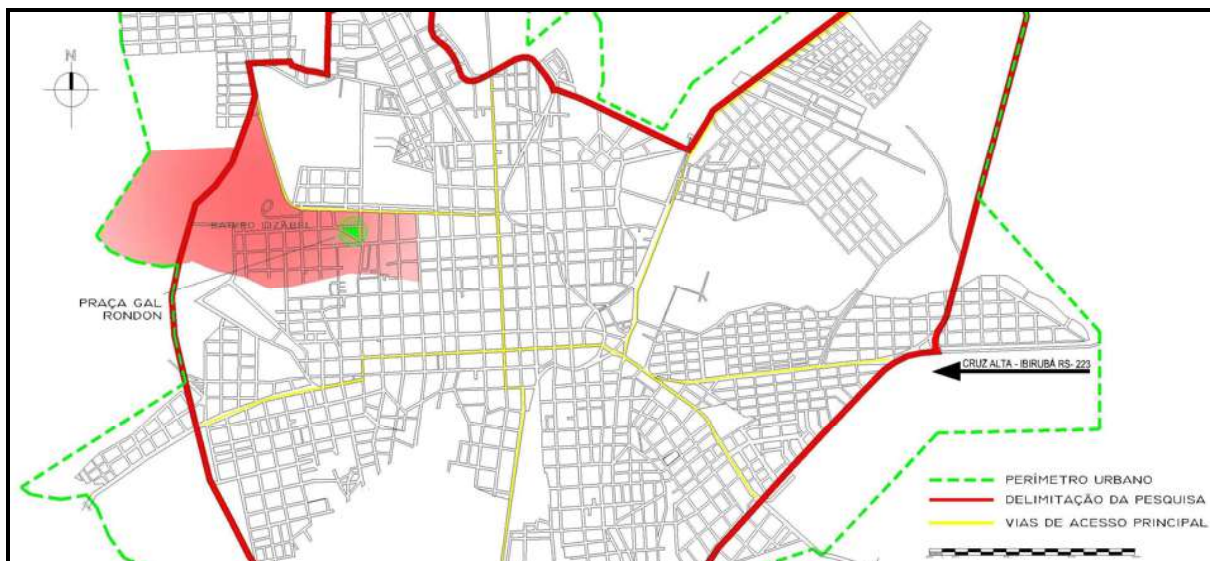 N
BAIRRO IZABEL
PRAÇA GAL
RONDON
CRUZ ALTA - IBIRUBÁ RS- 223
PERÍMETRO URBANO
DELIMITAÇÃO DA PESQUISA
VIAS DE ACESSO PRINCIPAL